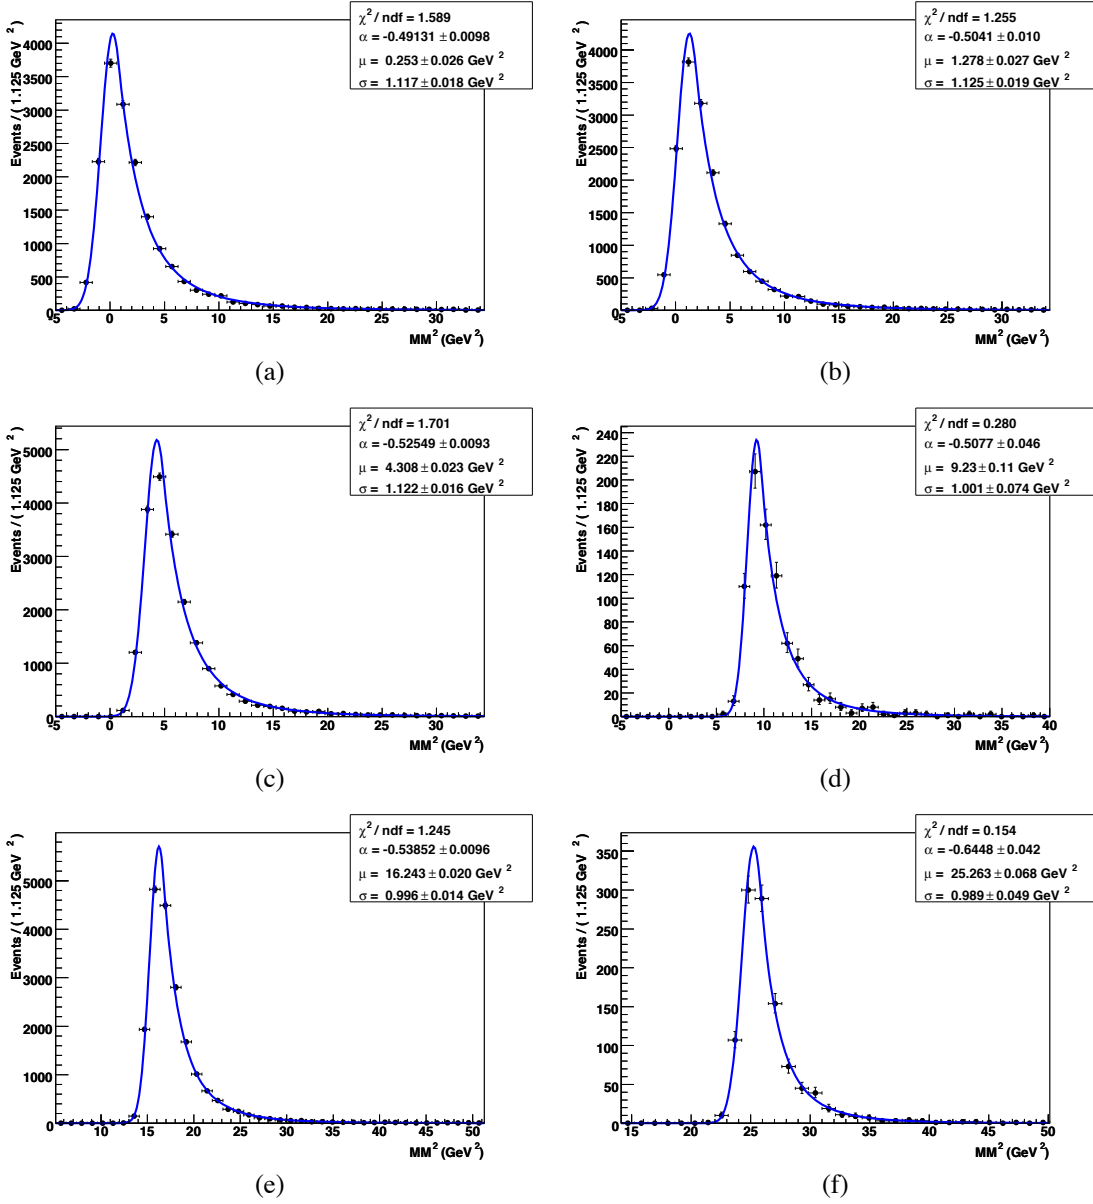 χ² / ndf = 1.589
α = -0.49131 ± 0.0098
μ = 0.253 ± 0.026 GeV ²
σ = 1.117 ± 0.018 GeV ²
Events / ( 1.125 GeV ² )
4000
3500
3000
2500
2000
1500
1000
500
0
-5 0 5 10 15 20 25 30
MM² (GeV²)
(a)
χ² / ndf = 1.255
α = -0.5041 ± 0.010
μ = 1.278 ± 0.027 GeV ²
σ = 1.125 ± 0.019 GeV ²
Events / ( 1.125 GeV ² )
4000
3500
3000
2500
2000
1500
1000
500
0
-5 0 5 10 15 20 25 30
MM² (GeV²)
(b)
χ² / ndf = 1.701
α = -0.52549 ± 0.0093
μ = 4.308 ± 0.023 GeV ²
σ = 1.122 ± 0.016 GeV ²
Events / ( 1.125 GeV ² )
5000
4000
3000
2000
1000
0
-5 0 5 10 15 20 25 30
MM² (GeV²)
(c)
χ² / ndf = 0.280
α = -0.5077 ± 0.046
μ = 9.23 ± 0.11 GeV ²
σ = 1.001 ± 0.074 GeV ²
Events / ( 1.125 GeV ² )
240
220
200
180
160
140
120
100
80
60
40
20
0
-5 0 5 10 15 20 25 30 35 40
MM² (GeV²)
(d)
χ² / ndf = 1.245
α = -0.53852 ± 0.0096
μ = 16.243 ± 0.020 GeV ²
σ = 0.996 ± 0.014 GeV ²
Events / ( 1.125 GeV ² )
5000
4000
3000
2000
1000
0
10 15 20 25 30 35 40 45 50
MM² (GeV²)
(e)
χ² / ndf = 0.154
α = -0.6448 ± 0.042
μ = 25.263 ± 0.068 GeV ²
σ = 0.989 ± 0.049 GeV ²
Events / ( 1.125 GeV ² )
350
300
250
200
150
100
50
0
15 20 25 30 35 40 45 50
MM² (GeV²)
(f)